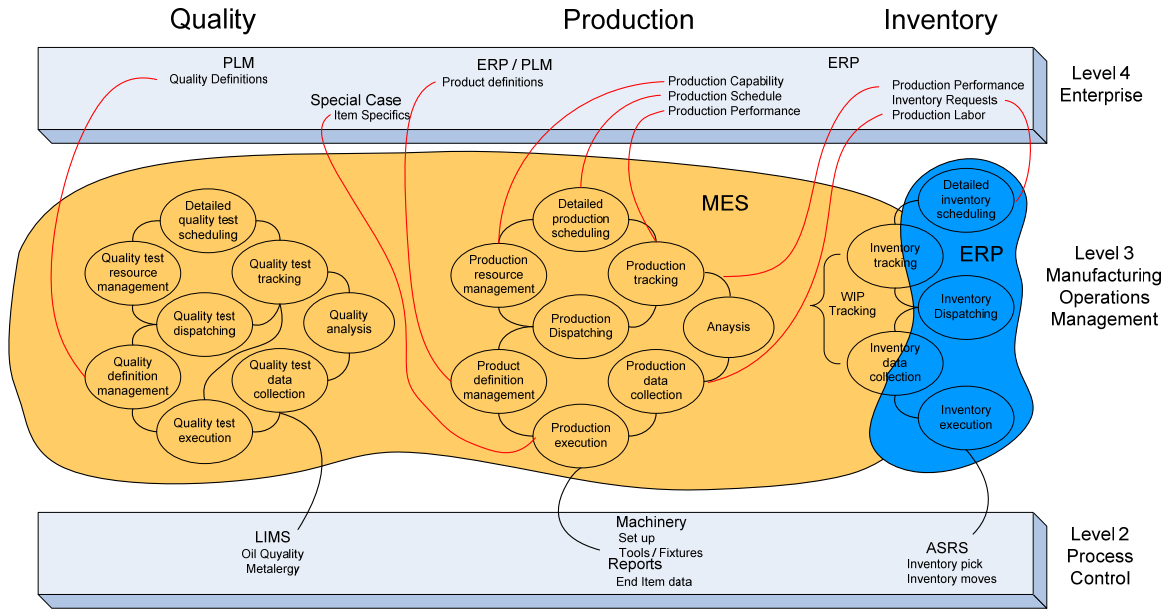 Quality
Production
Inventory
PLM
Quality Definitions
Special Case
Item Specifics
ERP / PLM
Product definitions
Production Capability
Production Schedule
Production Performance
ERP
Production Performance
Inventory Requests
Production Labor
Level 4
Enterprise
MES
ERP
Detailed
quality test
scheduling
Quality test
resource
management
Quality test
tracking
Quality test
dispatching
Quality
analysis
Quality
definition
management
Quality test
data
collection
Quality test
execution
Detailed
production
scheduling
Production
resource
management
Production
tracking
Production
Dispatching
Anaysis
Product
definition
management
Production
data
collection
Production
execution
Detailed
inventory
scheduling
Inventory
tracking
WIP
Tracking
Inventory
Dispatching
Inventory
data
collection
Inventory
execution
Level 3
Manufacturing
Operations
Management
LIMS
Oil Quyality
Metalergy
Machinery
Set up
Tools / Fixtures
Reports
End Item data
ASRS
Inventory pick
Inventory moves
Level 2
Process
Control